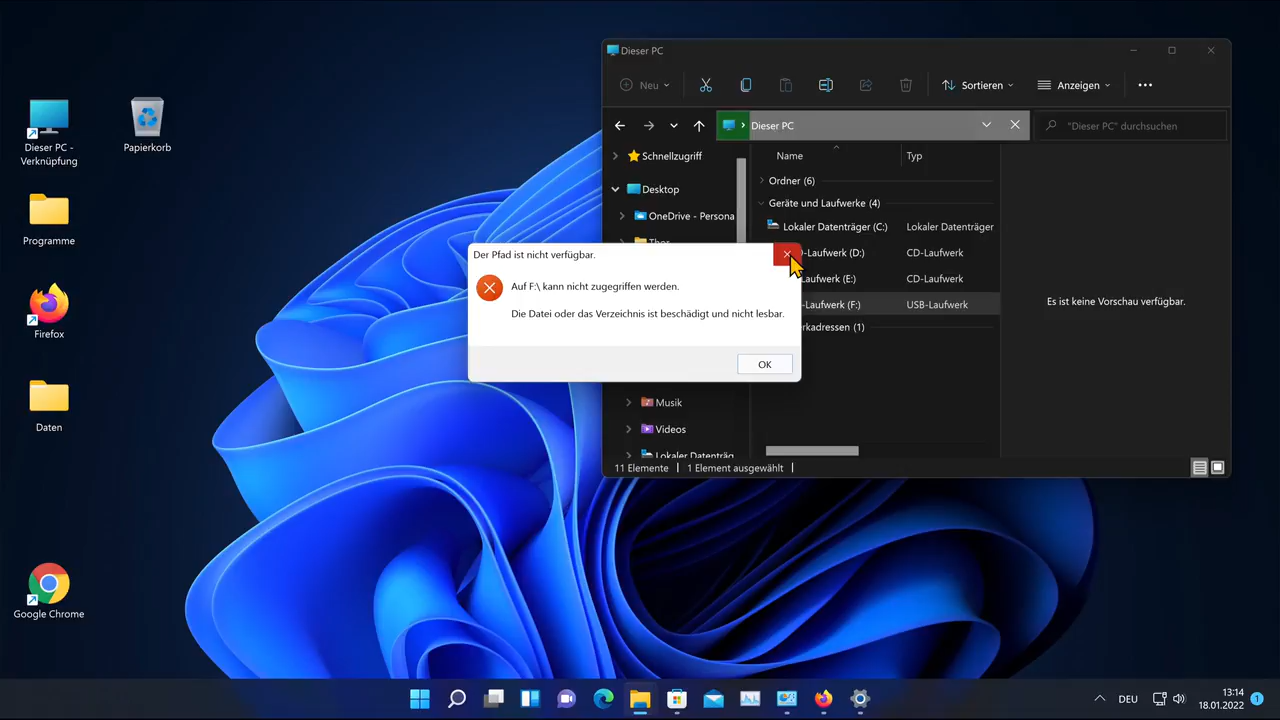 Dieser PC -
Verknüpfung
Papierkorb
Programme
Firefox
Daten
Google Chrome
Dieser PC
Neu
Sortieren
Anzeigen
Dieser PC
"Dieser PC" durchsuchen
Schnellzugriff
Desktop
OneDrive - Persona
Musik
Videos
Lokaler Datenträg
Name
Typ
Ordner (6)
Geräte und Laufwerke (4)
Lokaler Datenträger (C:)
Lokaler Datenträger
-Laufwerk (D:)
CD-Laufwerk
aufwerk (E:)
CD-Laufwerk
-Laufwerk (F:)
USB-Laufwerk
erkadressen (1)
Es ist keine Vorschau verfügbar.
11 Elemente
1 Element ausgewählt
Der Pfad ist nicht verfügbar.
Auf F:\ kann nicht zugegriffen werden.
Die Datei oder das Verzeichnis ist beschädigt und nicht lesbar.
OK
DEU
13:14
18.01.2022
1